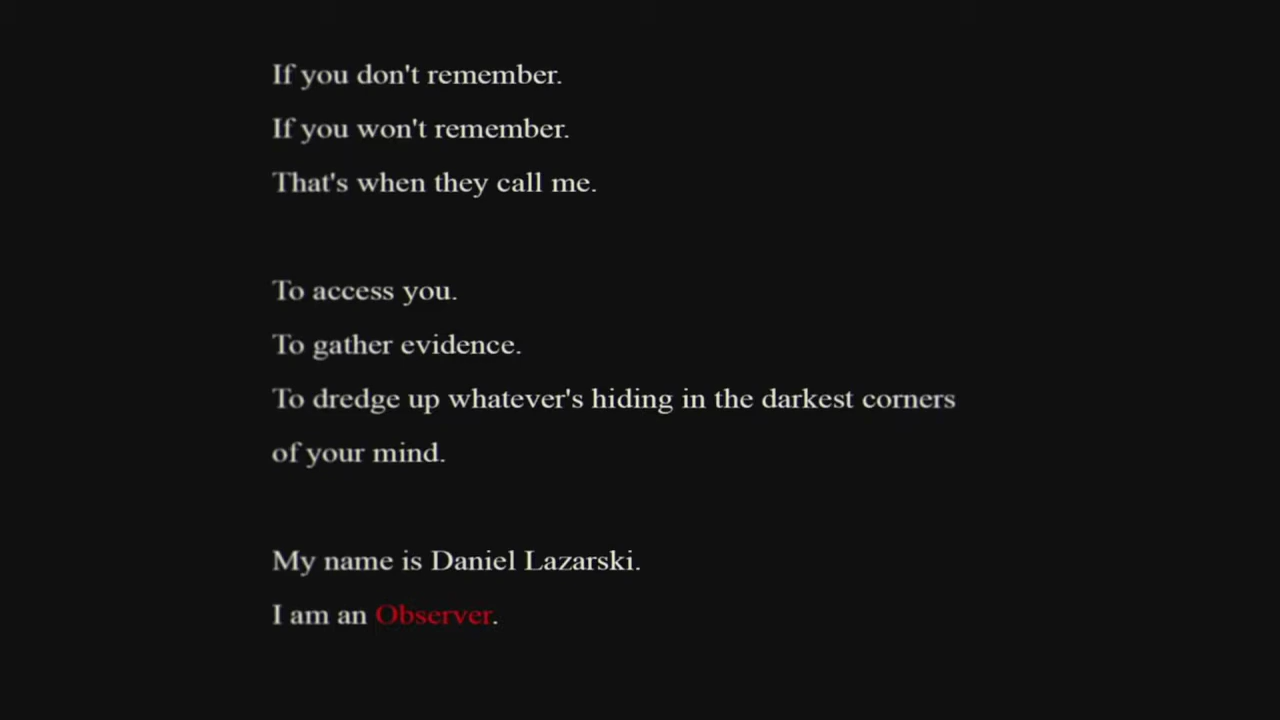 If you don't remember.
If you won't remember.
That's when they call me.
To access you.
To gather evidence.
To dredge up whatever's hiding in the darkest corners
of your mind.
My name is Daniel Lazarski.
I am an Observer.